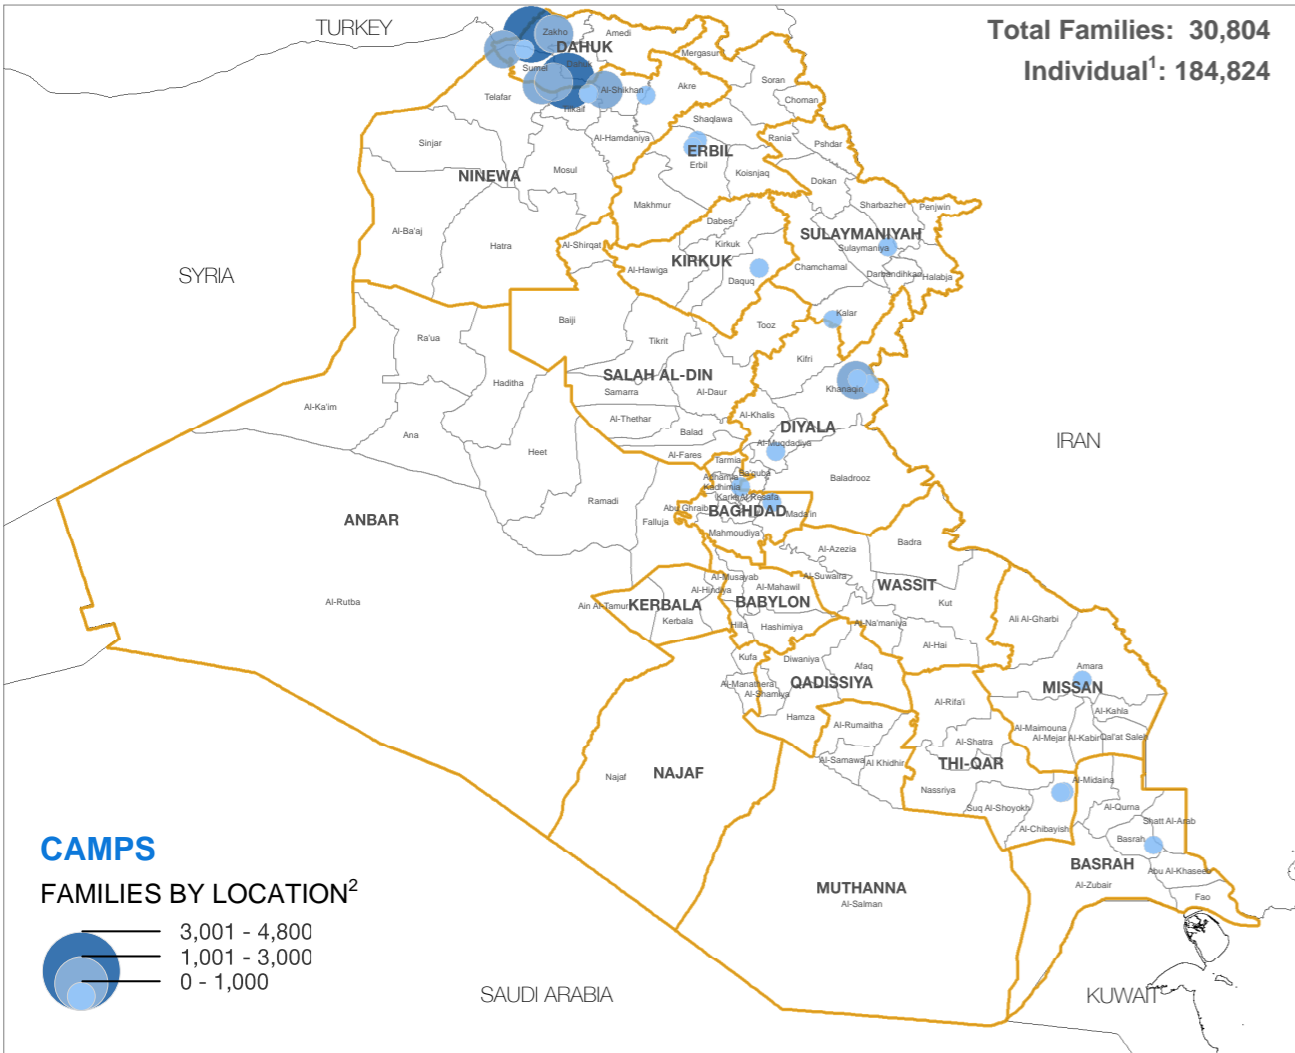 TURKEY
Total Families: 30,804
Individual¹: 184,824
Zakho
Amedi
DAHUK
Mergasur
Sumel
Dahuk
Soran
Telafar
Al-Shikhan
Akre
Choman
Tilkaif
Shaqlawa
Sinjar
Al-Hamdaniya
Rania
Pshdar
ERBIL
Erbil
Mosul
NINEWA
Koisnjaq
Dokan
Makhmur
Sharbazher
Penjwin
Dabes
Al-Ba'aj
Hatra
Al-Shirqat
Kirkuk
SULAYMANIYAH
Sulaymaniya
KIRKUK
Al-Hawiga
Chamchamal
Darbandihkan
Halabja
SYRIA
Daquq
Kalar
Baiji
Tooz
Ra'ua
Tikrit
Kifri
SALAH AL-DIN
Haditha
Samarra
Al-Daur
Khanaqin
Al-Ka'im
Al-Thethar
Al-Khalis
DIYALA
Ana
Balad
Al-Muqdadiya
IRAN
Heet
Al-Fares
Tarmia
Ba'quba
Adhamia
Baladrooz
Kadhimia
Karkh
Al Resafa
Ramadi
Abu Ghraib
BAGHDAD
Mada'in
ANBAR
Falluja
Mahmoudiya
Badra
Al-Azezia
Al-Musayab
Al-Suwaira
Al-Hindiya
Al-Mahawil
WASSIT
Al-Rutba
Ain Al-Tamur
KERBALA
BABYLON
Kut
Kerbala
Hilla
Hashimiya
Al-Na'maniya
Ali Al-Gharbi
Al-Hai
Kufa
Diwaniya
Afaq
Amara
Al-Manathera
QADISSIYA
MISSAN
Al-Shamiya
Al-Rifa'i
Al-Kahla
Hamza
Al-Rumaitha
Al-Maimouna
Al-Mejar Al-Kabir
Qal'at Saleh
Al-Shatra
Al-Samawa
Al Khidhir
THI-QAR
Najaf
NAJAF
Al-Midaina
Nassriya
Suq Al-Shoyokh
Al-Qurna
Shatt Al-Arab
Al-Chibayish
Basrah
CAMPS
BASRAH
Abu Al-Khaseeb
FAMILIES BY LOCATION²
MUTHANNA
Al-Zubair
Al-Salman
Fao
3,001 - 4,800
1,001 - 3,000
0 - 1,000
SAUDI ARABIA
KUWAIT